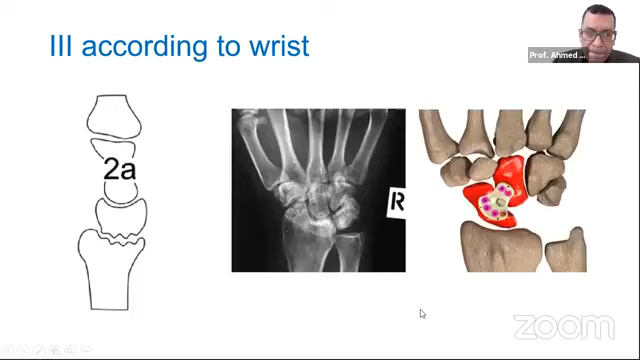 III according to wrist
Prof. Ahmed ...
2a
R
zoom